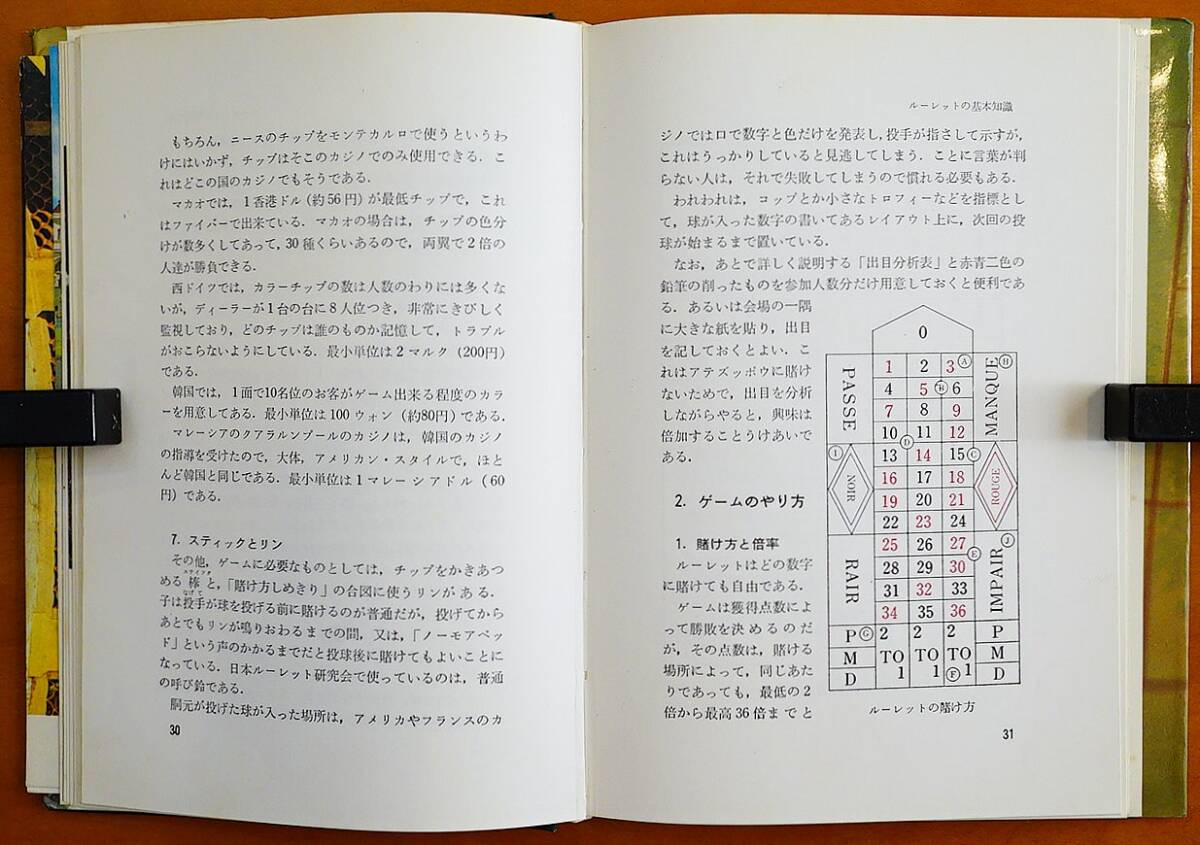 もちろん，ニースのチップをモンテカルロで使うというわ
けにはいかず，チップはそこのカジノでのみ使用できる．こ
れはどこの国のカジノでもそうである．
マカオでは，1香港ドル(約56円)が最低チップで，これ
はファイバーで出来ている．マカオの場合は，チップの色分
けが数多くしてあって，30種くらいあるので，両翼で2倍の
人達が勝負できる．
西ドイツでは，カラーチップの数は人数のわりには多くな
いが，ディーラーが1台の台に8人位つき，非常にきびしく
監視しており，どのチップは誰のものか記憶して，トラブル
がおこらないようにしている．最小単位は2マルク(200円)
である．
韓国では，1面で10名位のお客がゲーム出来る程度のカラ
ーを用意してある．最小単位は100ウォン(約80円)である．
マレーシアのクアラルンプールのカジノは，韓国のカジノ
の指導を受けたので，大体，アメリカン・スタイルで，ほと
んど韓国と同じである．最小単位は1マレーシアドル(60
円)である．
7．スティックとリン
その他，ゲームに必要なものとしては，チップをかきあつ
スティック
める棒と，「賭け方しめきり」の合図に使うリンがある．
なげて
子は投手が球を投げる前に賭けるのが普通だが，投げてから
あとでもリンが鳴りおわるまでの間，又は，「ノーモアベッ
ド」という声のかかるまでだと投球後に賭けてもよいことに
なっている．日本ルーレット研究会で使っているのは，普通
の呼び鈴である．
胴元が投げた球が入った場所は，アメリカやフランスのカ
30
ルーレットの基本知識
ジノでは口で数字と色だけを発表し，投手が指さして示すが，
これはうっかりしていると見逃してしまう．ことに言葉が判
らない人は，それで失敗してしまうので慣れる必要もある．
われわれは，コップとか小さなトロフィーなどを指標とし
て，球が入った数字の書いてあるレイアウト上に，次回の投
球が始まるまで置いている．
なお，あとで詳しく説明する「出目分析表」と赤青二色の
鉛筆の削ったものを参加人数分だけ用意しておくと便利であ
る．あるいは会場の一隅
に大きな紙を貼り，出目
を記しておくとよい．こ
れはアテズッポウに賭け
ないためで，出目を分析
しながらやると，興味は
倍加することうけあいで
ある．
2．ゲームのやり方
1．賭け方と倍率
ルーレットはどの数字
に賭けても自由である．
ゲームは獲得点数によ
って勝敗を決めるのだ
が，その点数は，賭ける
場所によって，同じあた
りであっても，最低の2
倍から最高36倍までと
0
PASSE
1 2 3 Ⓐ
MANQUE Ⓗ
4 5 Ⓑ 6
7 8 9
10 Ⓓ 11 12
Ⓘ NOIR
13 14 15 Ⓒ
ROUGE
16 17 18
19 20 21
22 23 24
RAIR
25 26 27 Ⓔ
IMPAIR Ⓙ
28 29 30
31 32 33
34 35 36
P Ⓖ 2 2 2 P
M TO TO TO M
D 1 1 Ⓕ 1 D
ルーレットの賭け方
31